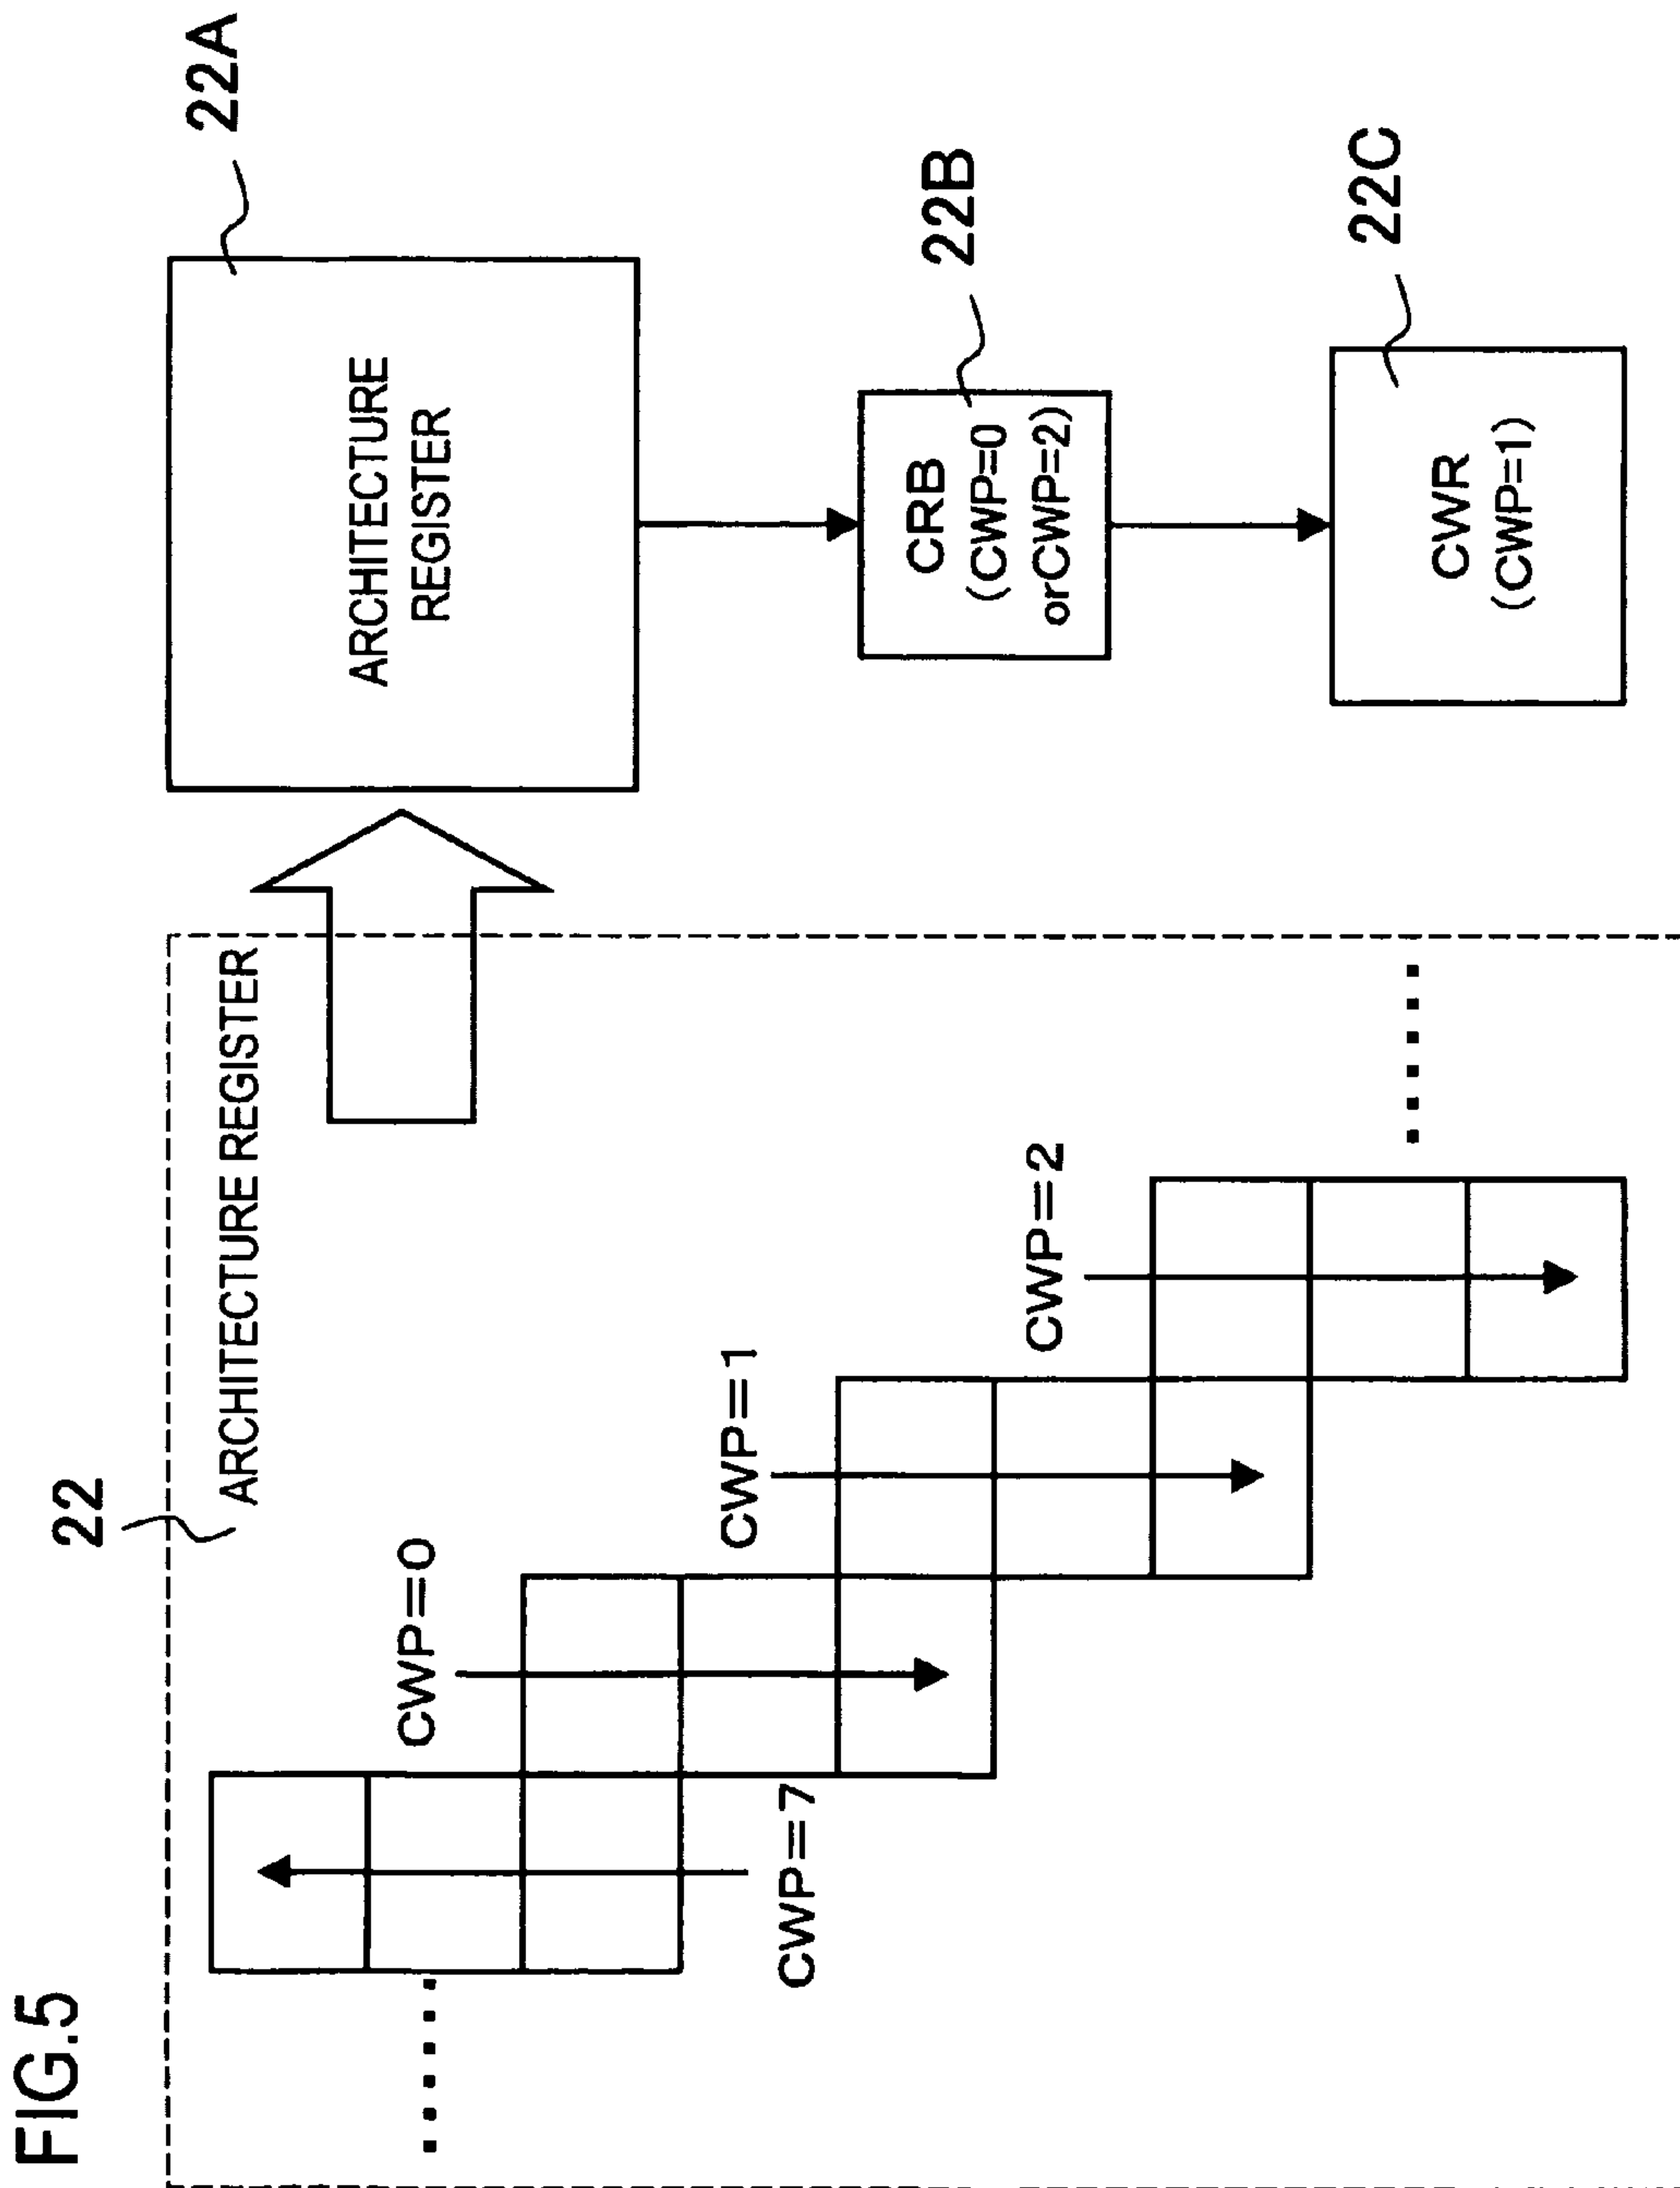 FIG.5
22
ARCHITECTURE REGISTER
CWP=7
CWP=0
CWP=1
CWP=2
22A
ARCHITECTURE
REGISTER
22B
CRB
(CWP=0
orCWP=2)
22C
CWR
(CWP=1)